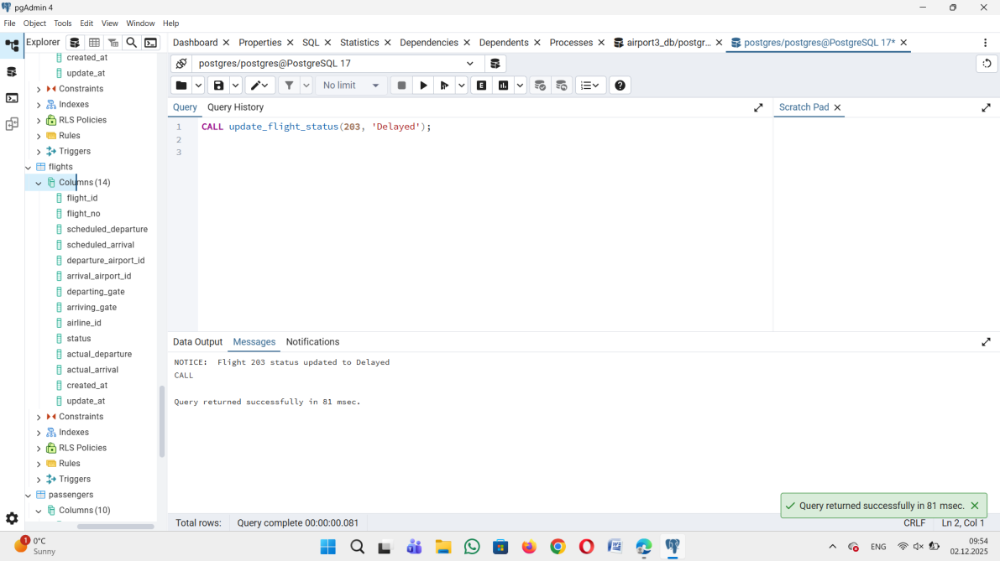 pgAdmin 4
File Object Tools Edit View Window Help
Explorer
Dashboard Properties SQL Statistics Dependencies Dependents Processes airport3_db/postgr... postgres/postgres@PostgreSQL 17*
postgres/postgres@PostgreSQL 17
No limit
E
Query Query History
Scratch Pad
1 CALL update_flight_status(203, 'Delayed');
2
3
created_at
update_at
Constraints
Indexes
RLS Policies
Rules
Triggers
flights
Columns (14)
flight_id
flight_no
scheduled_departure
scheduled_arrival
departure_airport_id
arrival_airport_id
departing_gate
arriving_gate
airline_id
status
actual_departure
actual_arrival
created_at
update_at
Constraints
Indexes
RLS Policies
Rules
Triggers
passengers
Columns (10)
Data Output Messages Notifications
NOTICE: Flight 203 status updated to Delayed
CALL
Query returned successfully in 81 msec.
Query returned successfully in 81 msec.
Total rows: Query complete 00:00:00.081
CRLF Ln 2, Col 1
1
0°C
Sunny
ENG
09:54
02.12.2025